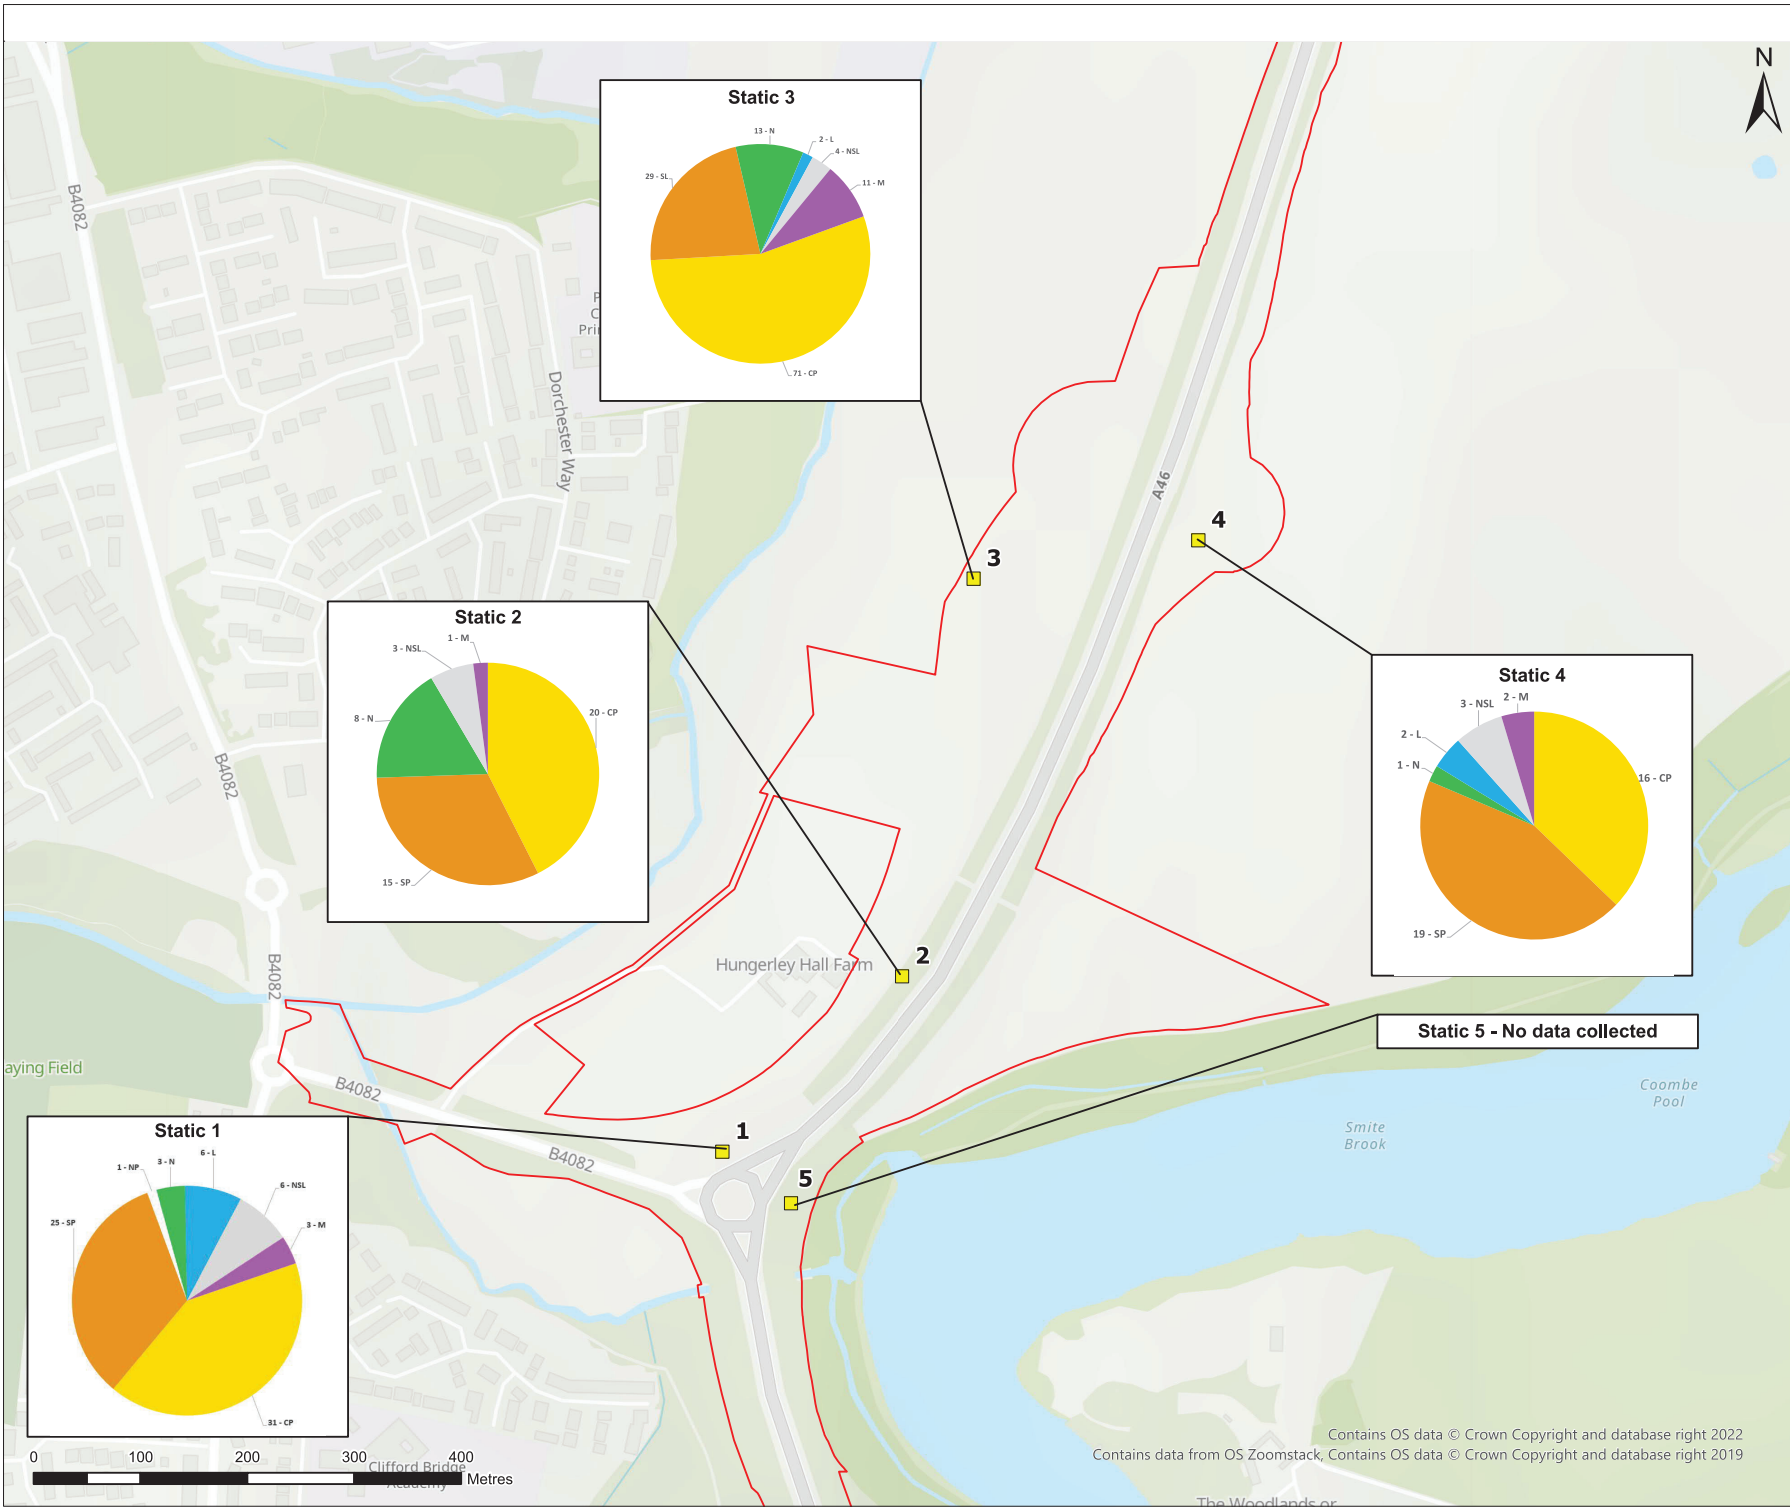 N
Static 3
13 - N
2 - L
4 - NSL
29 - SL
11 - M
71 - CP
B4082
P
C
Pri
Dorchester Way
A46
4
3
Static 2
1 - M
3 - NSL
20 - CP
8 - N
15 - SP
Static 4
2 - M
3 - NSL
2 - L
1 - N
16 - CP
19 - SP
B4082
2
Hungerley Hall Farm
B4082
Static 5 - No data collected
aying Field
B4082
Coombe
Pool
Smite
Brook
1
B4082
5
Static 1
6 - L
3 - N
1 - NP
6 - NSL
25 - SP
3 - M
31 - CP
0 100 200 300 400
Metres
Clifford Bridge
Academy
Contains OS data © Crown Copyright and database right 2022
Contains data from OS Zoomstack, Contains OS data © Crown Copyright and database right 2019
The Woodlands or